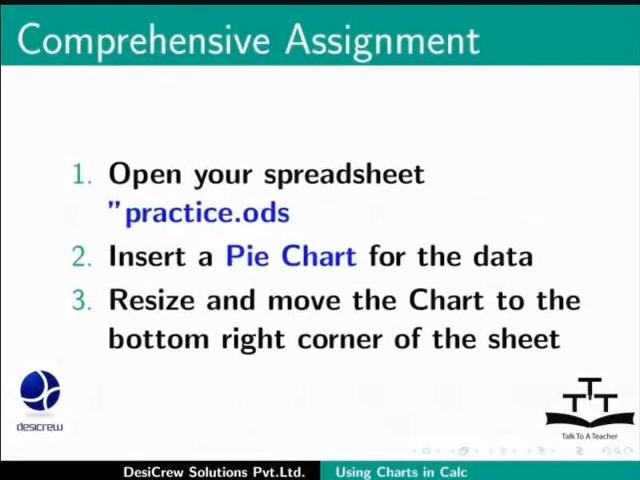 Comprehensive Assignment
1. Open your spreadsheet
”practice.ods
2. Insert a Pie Chart for the data
3. Resize and move the Chart to the
bottom right corner of the sheet
desicrew
TTT
Talk To A Teacher
DesiCrew Solutions Pvt.Ltd.
Using Charts in Calc